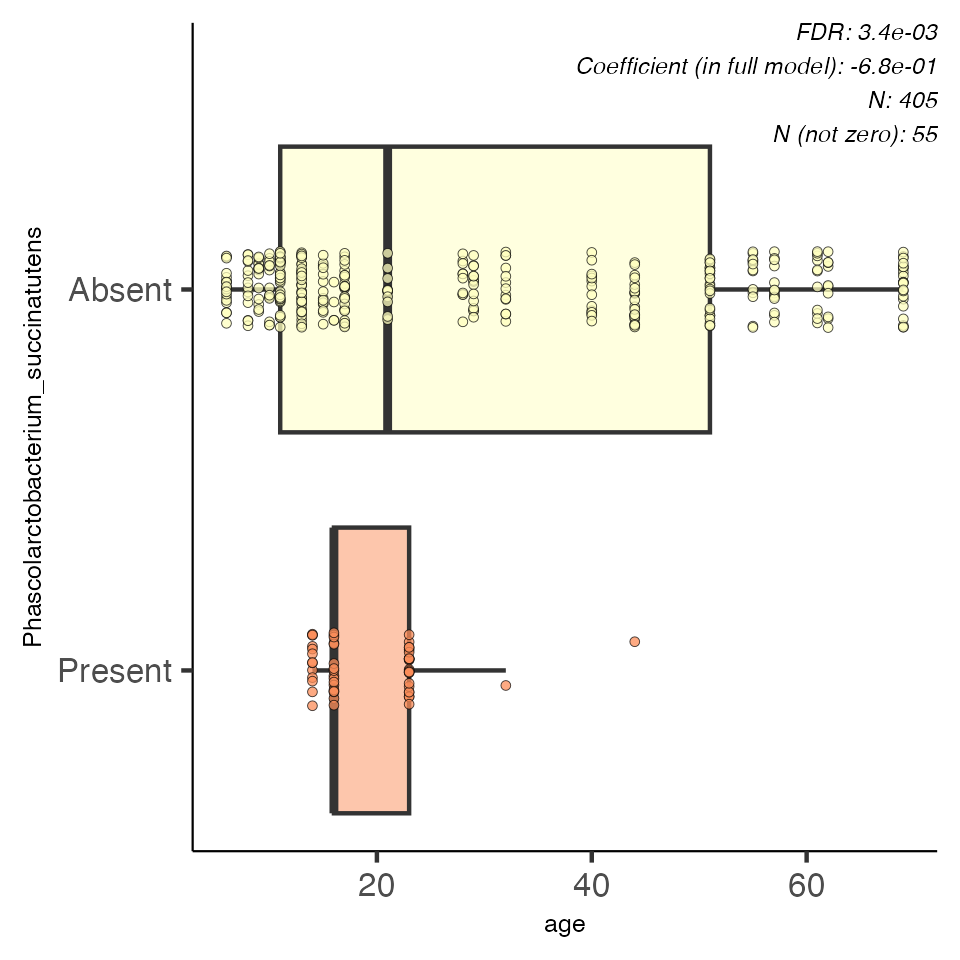 FDR: 3.4e-03
Coefficient (in full model): -6.8e-01
N: 405
N (not zero): 55
Phascolarctobacterium_succinatutens
Absent
Present
20 40 60
age